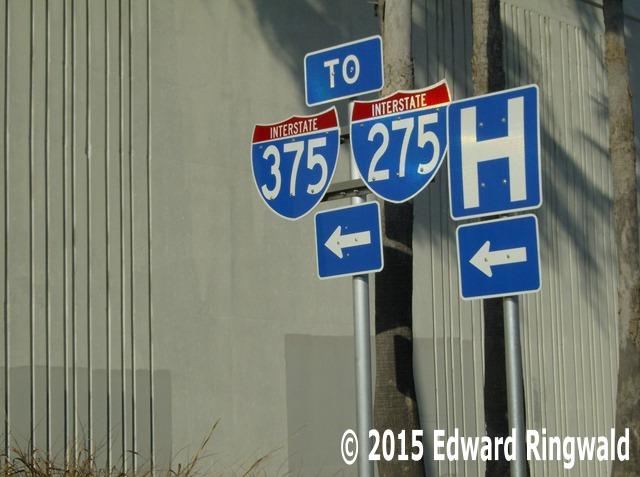 TO
INTERSTATE
375
INTERSTATE
275
H
© 2015 Edward Ringwald